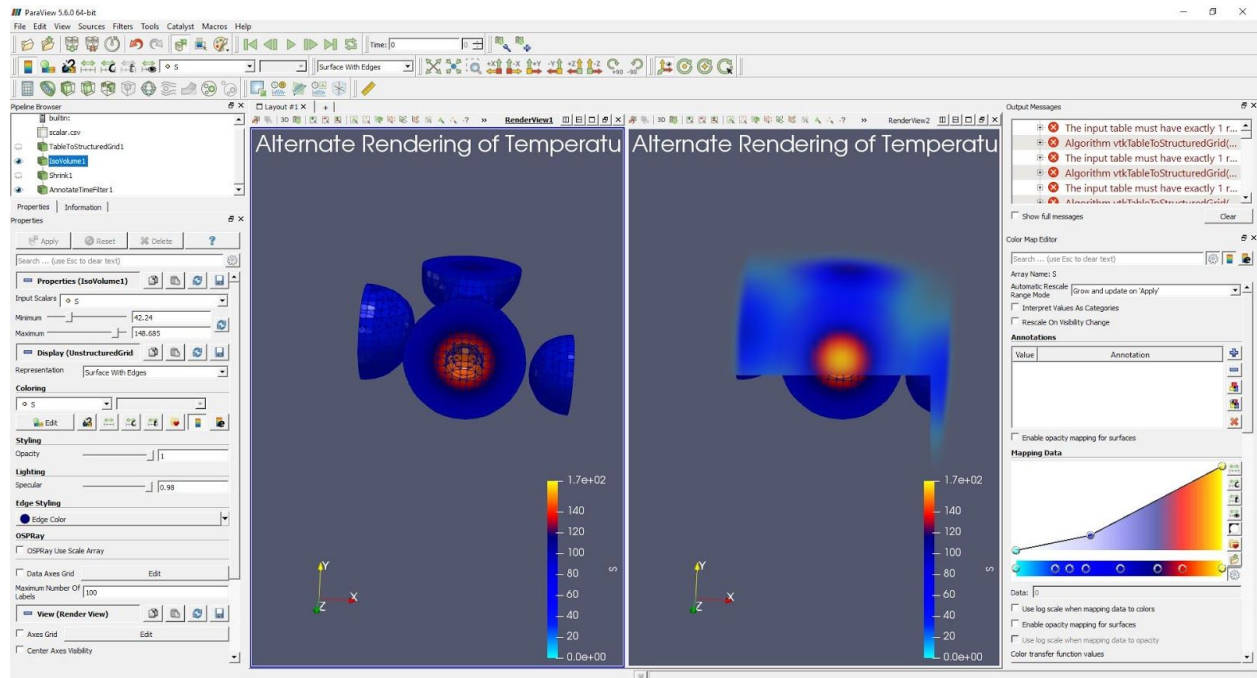 ParaView 5.6.0 64-bit
File Edit View Sources Filters Tools Catalyst Macros Help
Time: 0 0
S Surface With Edges
Pipeline Browser
builtin:
scalar.csv
TableToStructuredGrid1
IsoVolume1
Shrink1
AnnotateTimeFilter1
Properties Information
Properties
Apply Reset Delete ?
Search ... (use Esc to clear text)
Properties (IsoVolume1)
Input Scalars S
Minimum 42.24
Maximum 148.685
Display (UnstructuredGrid
Representation Surface With Edges
Coloring
S
Edit
Styling
Opacity 1
Lighting
Specular 0.98
Edge Styling
Edge Color
OSPRay
OSPRay Use Scale Array
Data Axes Grid Edit
Maximum Number Of Labels 100
View (Render View)
Axes Grid Edit
Center Axes Visibility
Layout #1 +
3D RenderView1
Alternate Rendering of Temperatu
1.7e+02
140
120
100
80
60
40
20
0.0e+00
S
Y
X
Z
3D RenderView2
Alternate Rendering of Temperatu
1.7e+02
140
120
100
80
60
40
20
0.0e+00
S
Y
X
Z
Output Messages
The input table must have exactly 1 r...
Algorithm vtkTableToStructuredGrid(...
The input table must have exactly 1 r...
Algorithm vtkTableToStructuredGrid(...
The input table must have exactly 1 r...
Algorithm vtkTableToStructuredGrid(...
Show full messages Clear
Color Map Editor
Search ... (use Esc to clear text)
Array Name: S
Automatic Rescale Range Mode Grow and update on 'Apply'
Interpret Values As Categories
Rescale On Visibility Change
Annotations
Value Annotation
Enable opacity mapping for surfaces
Mapping Data
Data: 0
Use log scale when mapping data to colors
Enable opacity mapping for surfaces
Use log scale when mapping data to opacity
Color transfer function values